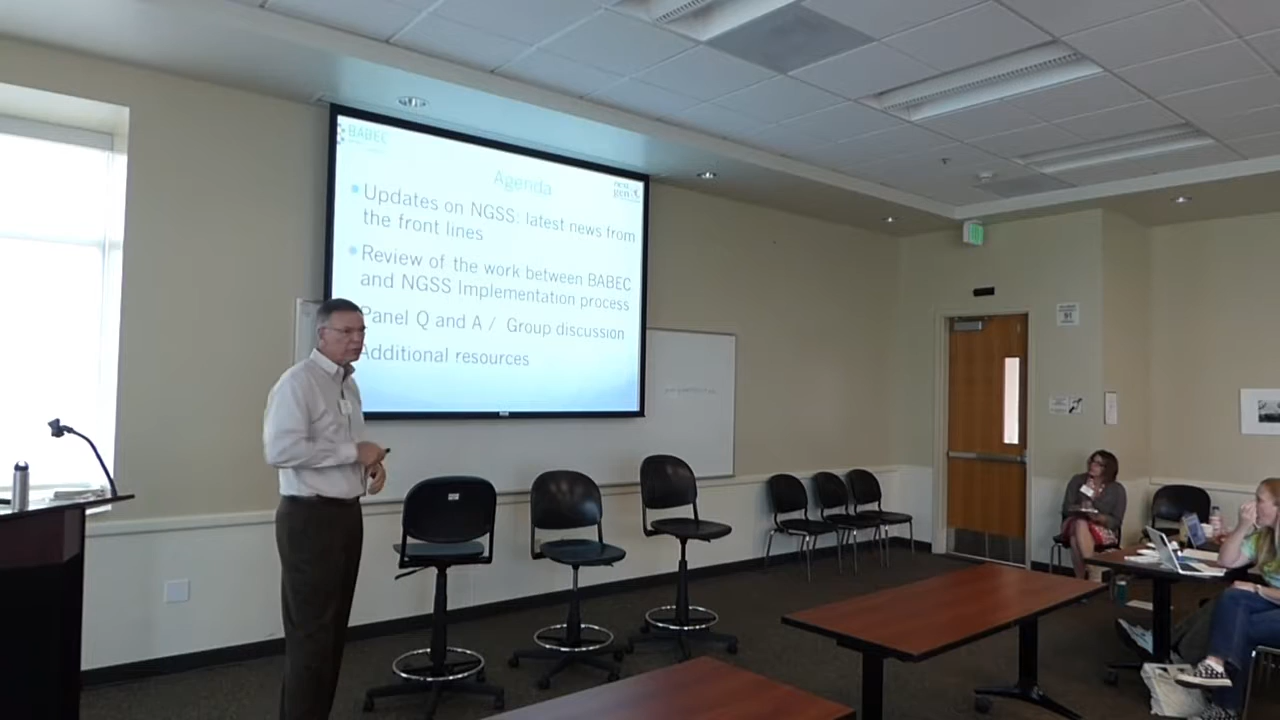 BABEC
Agenda
Updates on NGSS: latest news from
the front lines
Review of the work between BABEC
and NGSS Implementation process
Panel Q and A / Group discussion
Additional resources
91